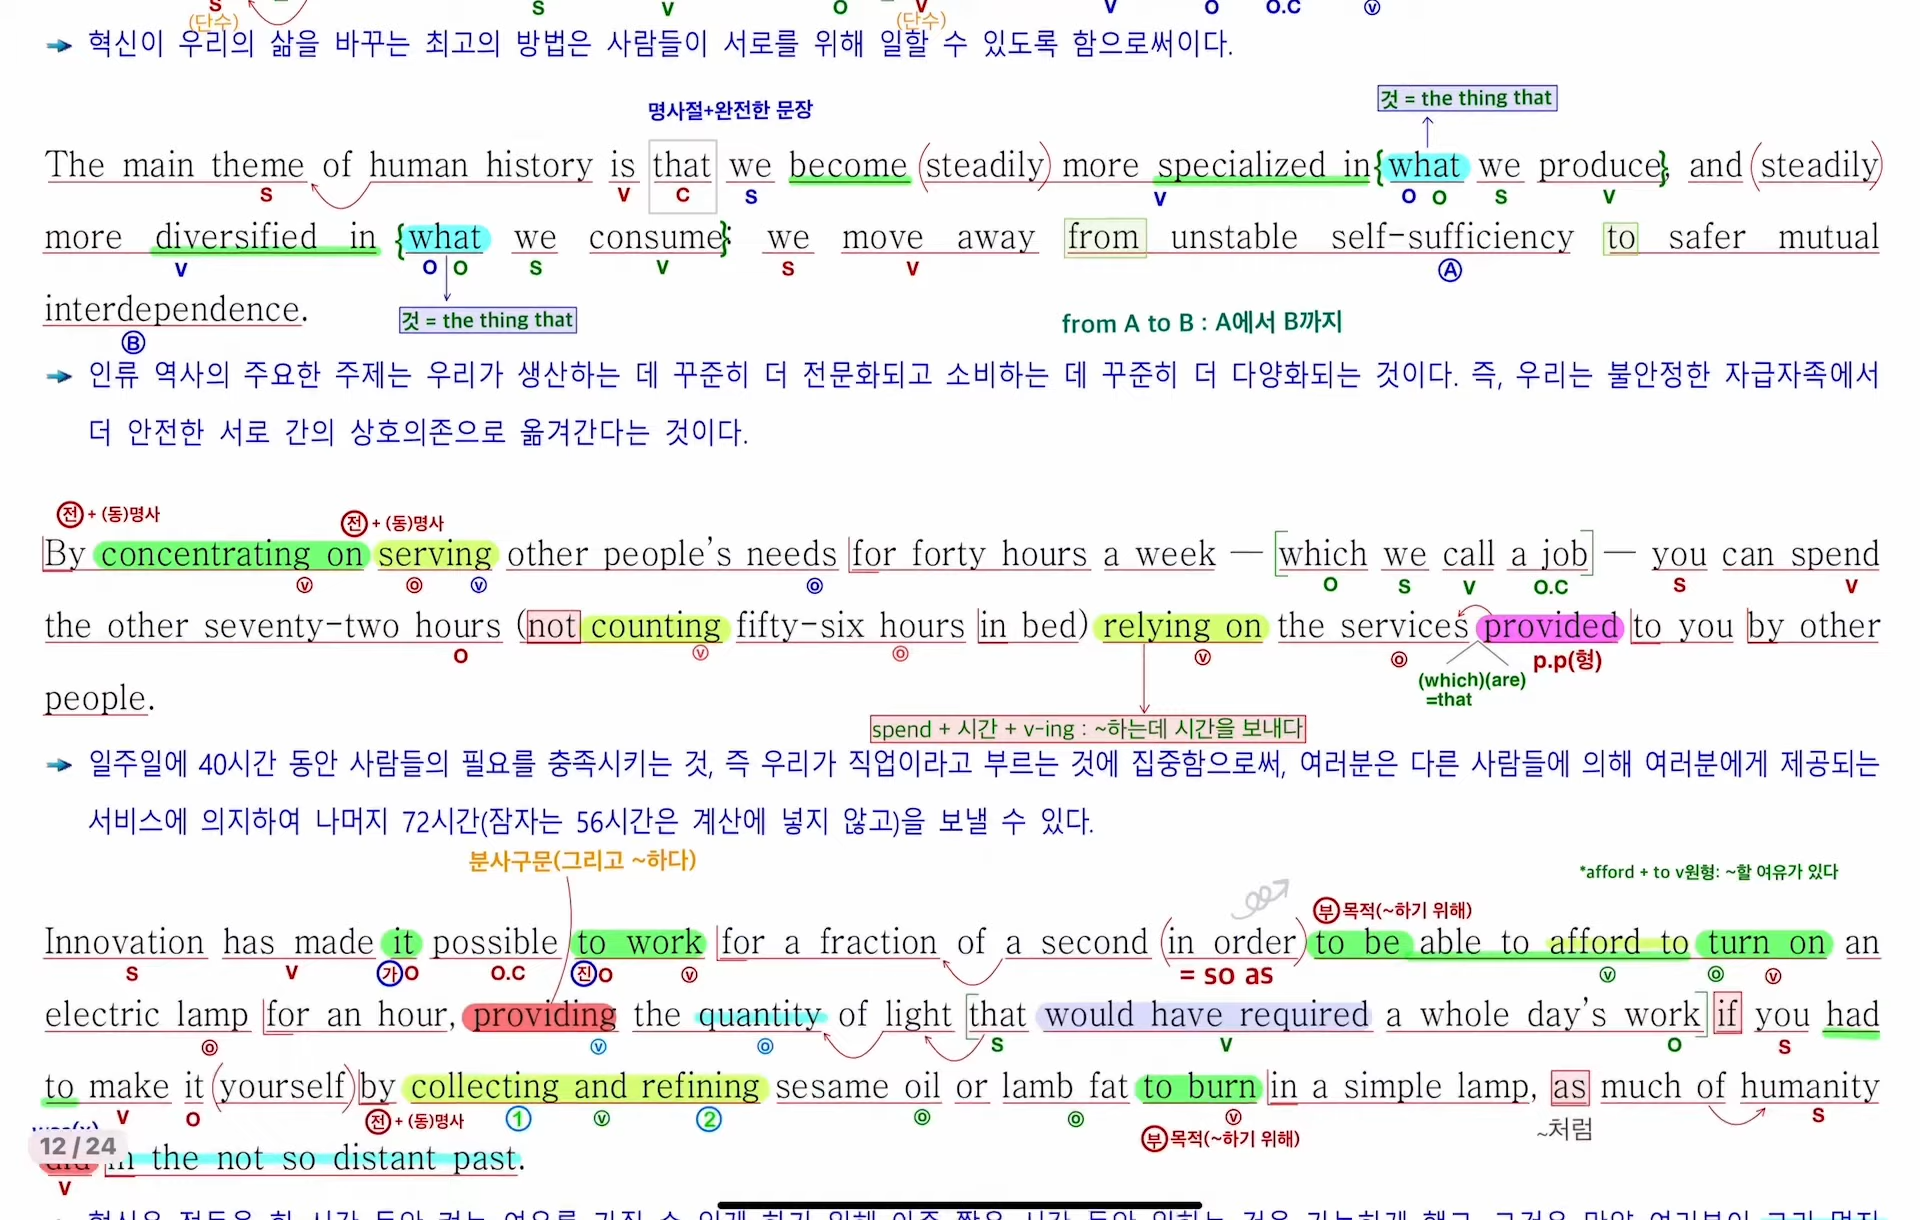 S S V O V V O O.C ⓥ
(단수) (단수)
혁신이 우리의 삶을 바꾸는 최고의 방법은 사람들이 서로를 위해 일할 수 있도록 함으로써이다.
것 = the thing that
명사절+완전한 문장
The main theme of human history is that we become (steadily) more specialized in {what we produce}, and (steadily)
S V C S V O O S V
more diversified in {what we consume}; we move away from unstable self-sufficiency to safer mutual
V O O S V S V Ⓐ
interdependence.
Ⓑ
것 = the thing that
from A to B : A에서 B까지
인류 역사의 주요한 주제는 우리가 생산하는 데 꾸준히 더 전문화되고 소비하는 데 꾸준히 더 다양화되는 것이다. 즉, 우리는 불안정한 자급자족에서
더 안전한 서로 간의 상호의존으로 옮겨간다는 것이다.
전 + (동)명사 전 + (동)명사
By concentrating on serving other people's needs for forty hours a week — [which we call a job] — you can spend
ⓥ ⓞ ⓥ ⓞ O S V O.C S V
the other seventy-two hours (not counting fifty-six hours in bed) relying on the services provided to you by other
O ⓥ ⓞ ⓥ ⓞ p.p(형)
(which)(are)
=that
people.
spend + 시간 + v-ing : ~하는데 시간을 보내다
일주일에 40시간 동안 사람들의 필요를 충족시키는 것, 즉 우리가 직업이라고 부르는 것에 집중함으로써, 여러분은 다른 사람들에 의해 여러분에게 제공되는
서비스에 의지하여 나머지 72시간(잠자는 56시간은 계산에 넣지 않고)을 보낼 수 있다.
분사구문(그리고 ~하다)
*afford + to v원형: ~할 여유가 있다
부 목적(~하기 위해)
Innovation has made it possible to work for a fraction of a second (in order) to be able to afford to turn on an
S V 가O O.C 진O ⓥ = so as ⓥ ⓞ ⓥ
electric lamp for an hour, providing the quantity of light [that would have required a whole day's work] if you had
ⓞ ⓥ ⓞ S V O S
to make it (yourself) by collecting and refining sesame oil or lamb fat to burn in a simple lamp, as much of humanity
V O 전 + (동)명사 ① ⓥ ② ⓞ ⓞ ⓥ S
부 목적(~하기 위해) ~처럼
12 / 24
did in the not so distant past.
V